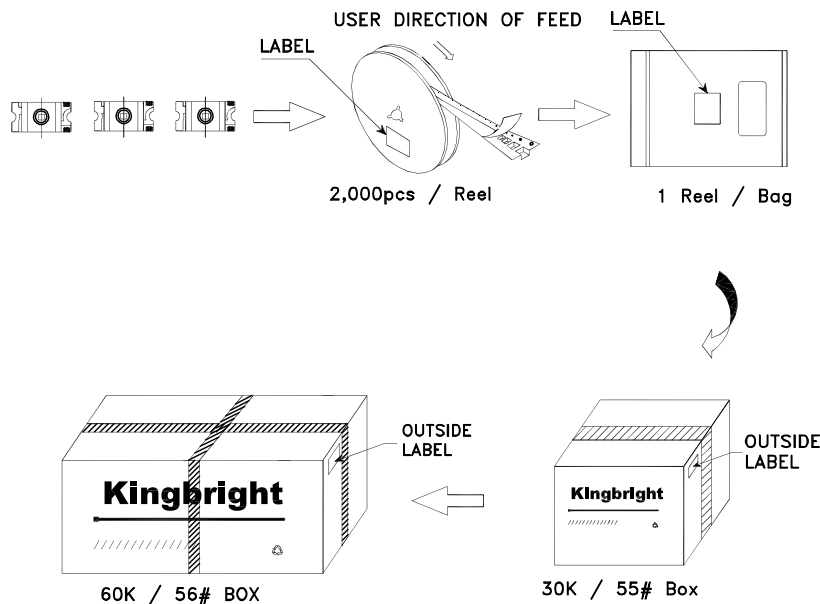 USER DIRECTION OF FEED
LABEL
LABEL
2,000pcs / Reel
1 Reel / Bag
OUTSIDE
LABEL
OUTSIDE
LABEL
Kingbright
Kingbright
60K / 56# BOX
30K / 55# Box